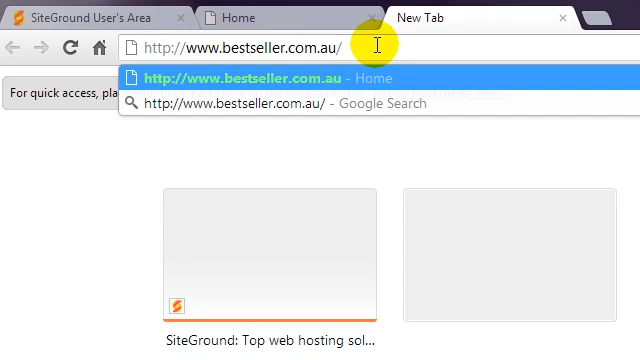 SiteGround User's Area
Home
New Tab
http://www.bestseller.com.au/
http://www.bestseller.com.au - Home
For quick access, pla
http://www.bestseller.com.au/ - Google Search
SiteGround: Top web hosting sol...